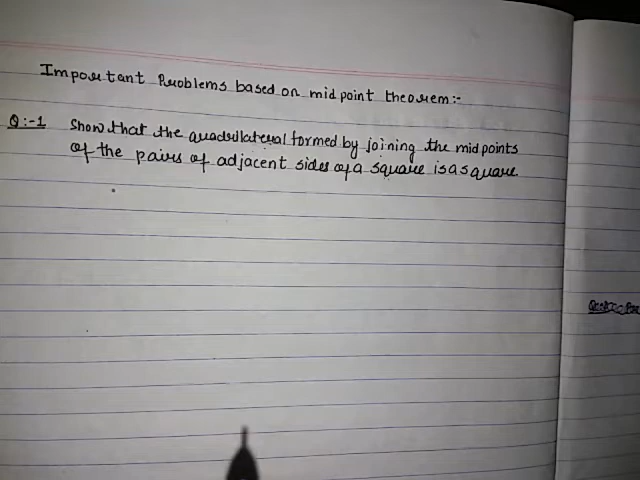 Important Problems based on mid point theorem:-
Q:-1 Show that the quadrilateral formed by joining the mid points
of the pairs of adjacent sides of a square is a square.